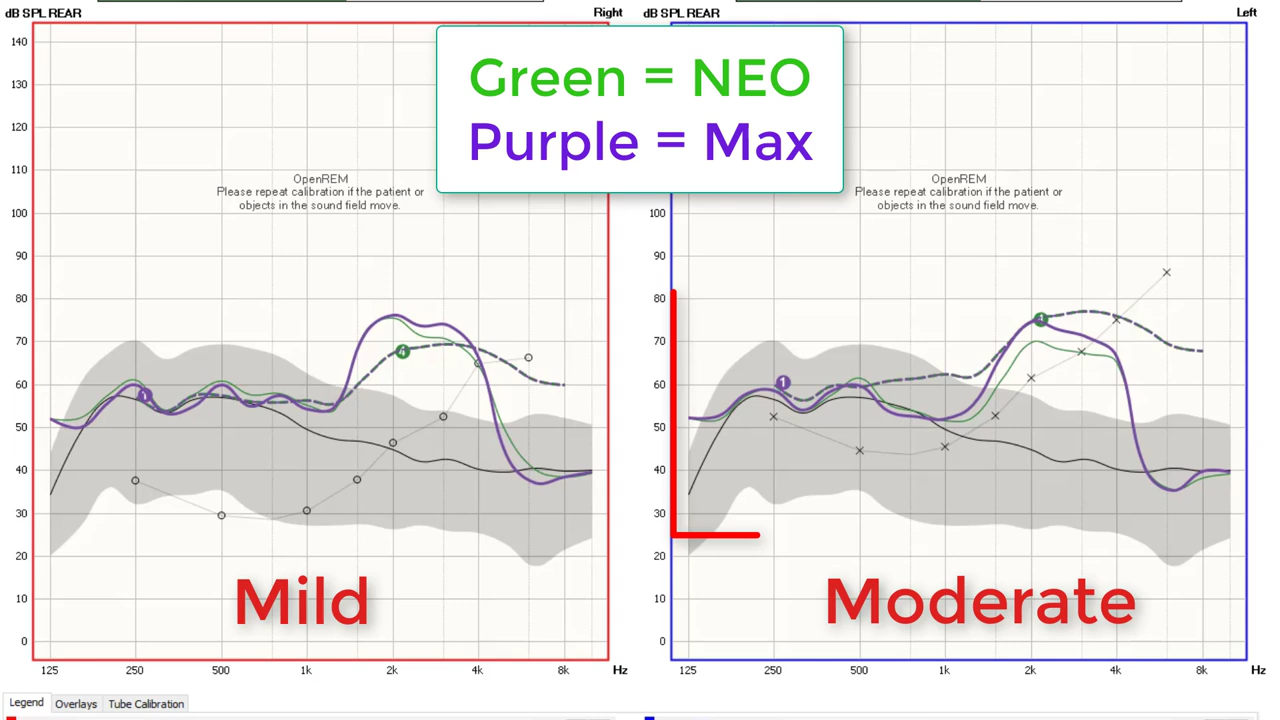 dB SPL REAR
Right
dB SPL REAR
Left
Green = NEO
Purple = Max
140
130
120
110
100
90
80
70
60
50
40
30
20
10
0
OpenREM
Please repeat calibration if the patient or
objects in the sound field move.
1
4
Mild
125
250
500
1k
2k
4k
8k
Hz
100
90
80
70
60
50
40
30
20
10
0
OpenREM
Please repeat calibration if the patient or
objects in the sound field move.
1
Moderate
125
250
500
1k
2k
4k
8k
Hz
Legend
Overlays
Tube Calibration